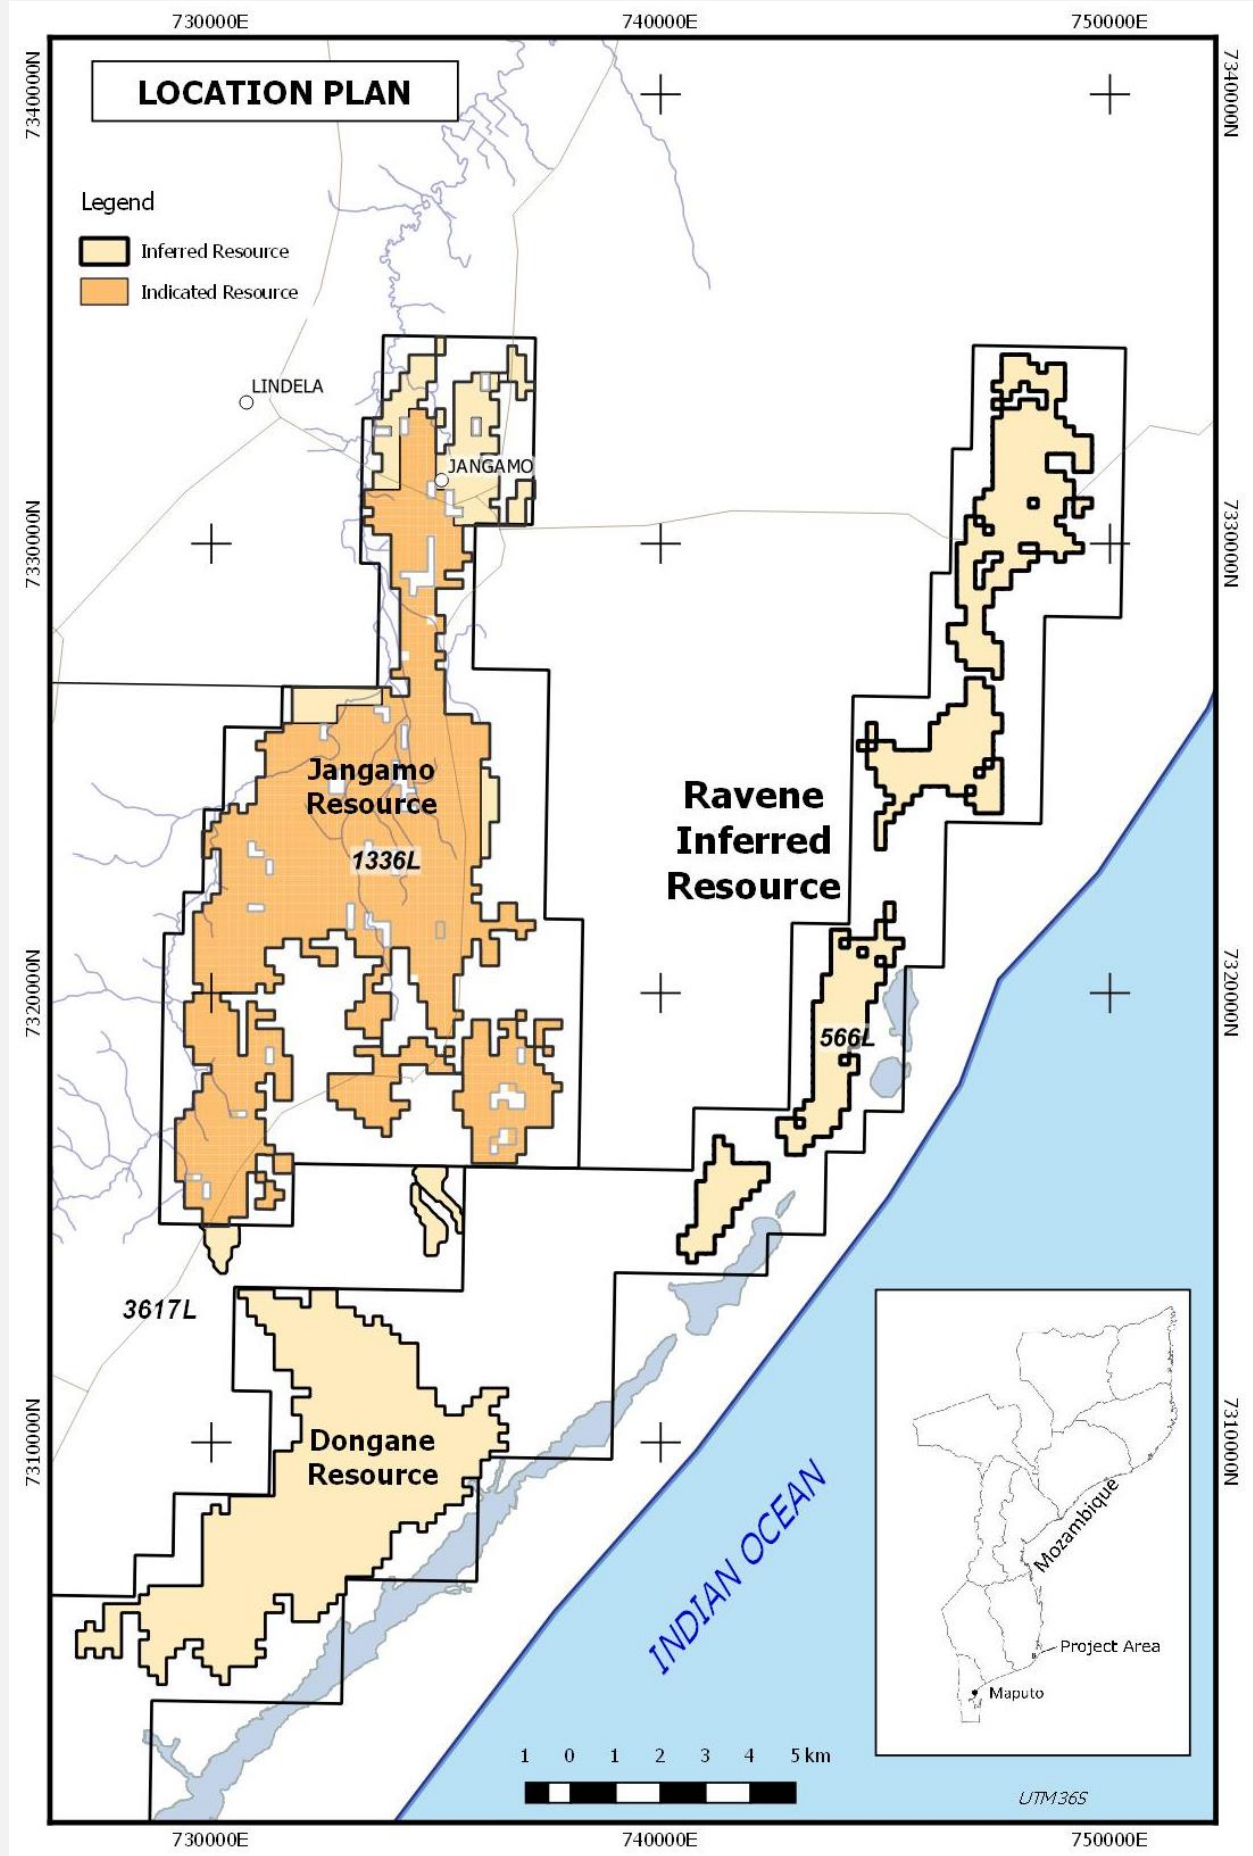 730000E
740000E
750000E
7340000N
7340000N
LOCATION PLAN
Legend
Inferred Resource
Indicated Resource
LINDELA
JANGAMO
7330000N
7330000N
Jangamo
Resource
1336L
Ravene
Inferred
Resource
7320000N
7320000N
566L
3617L
7310000N
7310000N
Dongane
Resource
INDIAN OCEAN
Mozambique
Project Area
Maputo
1 0 1 2 3 4 5 km
UTM36S
730000E
740000E
750000E